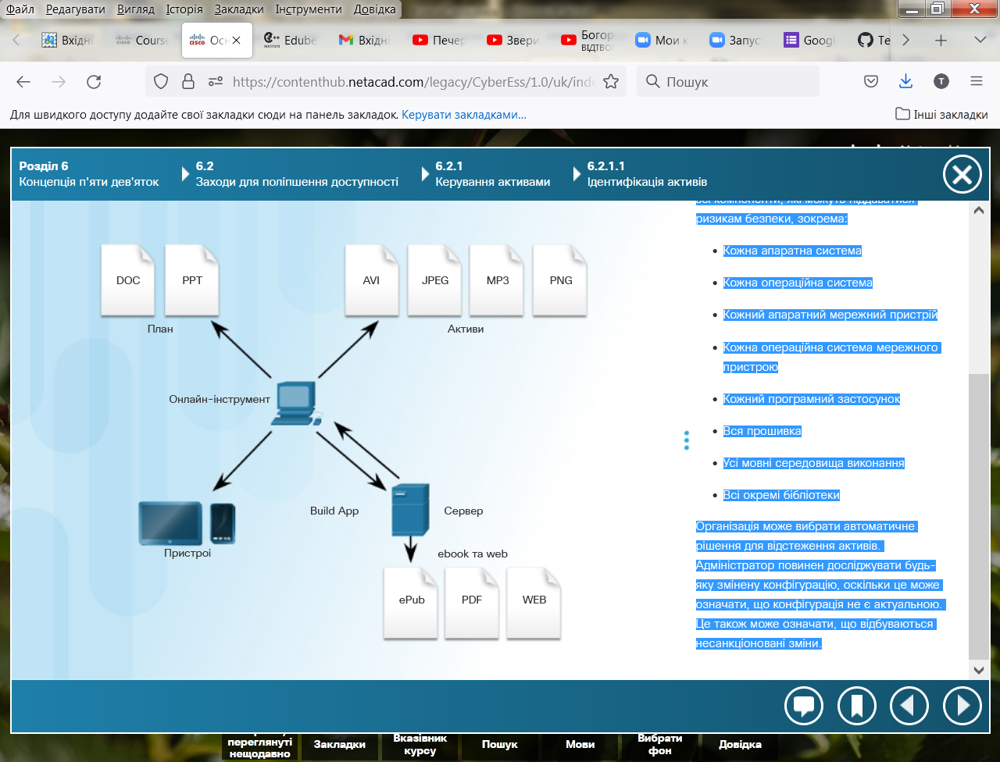 Файл Редагувати Вигляд Історія Закладки Інструменти Довідка
Вхідні Course Осн Edube Вхідні Печер Звери Богор Мои к Запус Googl Te
https://contenthub.netacad.com/legacy/CyberEss/1.0/uk/inde
Пошук
T
Для швидкого доступу додайте свої закладки сюди на панель закладок. Керувати закладками...
Інші закладки
Розділ 6
Концепція п'яти дев'яток
6.2
Заходи для поліпшення доступності
6.2.1
Керування активами
6.2.1.1
Ідентифікація активів
DOC PPT
План
AVI JPEG MP3 PNG
Активи
Онлайн-інструмент
Пристрої
Build App
Сервер
ebook та web
ePub PDF WEB
всі компоненти, які можуть піддаватися
ризикам безпеки, зокрема:
• Кожна апаратна система
• Кожна операційна система
• Кожний апаратний мережний пристрій
• Кожна операційна система мережного
пристрою
• Кожний програмний застосунок
• Вся прошивка
• Усі мовні середовища виконання
• Всі окремі бібліотеки
Організація може вибрати автоматичне
рішення для відстеження активів.
Адміністратор повинен досліджувати будь-
яку змінену конфігурацію, оскільки це може
означати, що конфігурація не є актуальною.
Це також може означати, що відбуваються
несанкціоновані зміни.
переглянуті
нещодавно
Закладки
Вказівник
курсу
Пошук
Мови
Вибрати
фон
Довідка